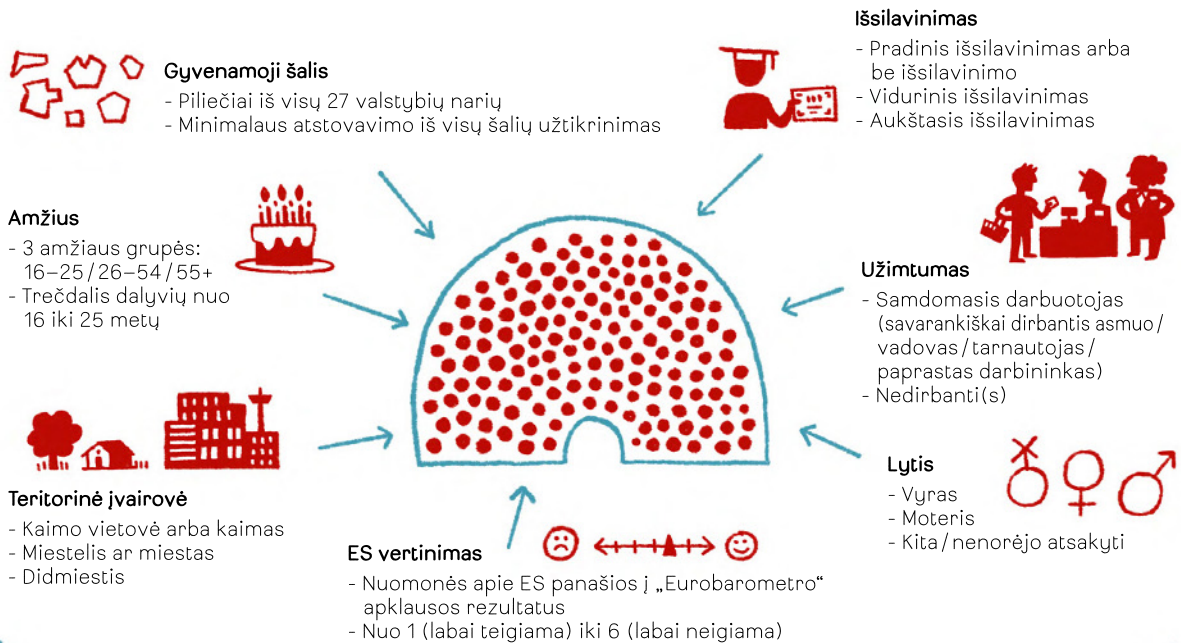 Gyvenamoji šalis
- Piliečiai iš visų 27 valstybių narių
- Minimalaus atstovavimo iš visų šalių užtikrinimas
Išsilavinimas
- Pradinis išsilavinimas arba
be išsilavinimo
- Vidurinis išsilavinimas
- Aukštasis išsilavinimas
Amžius
- 3 amžiaus grupės:
16–25/26–54/55+
- Trečdalis dalyvių nuo
16 iki 25 metų
Užimtumas
- Samdomasis darbuotojas
(savarankiškai dirbantis asmuo/
vadovas/tarnautojas/
paprastas darbininkas)
- Nedirbanti(s)
Teritorinė įvairovė
- Kaimo vietovė arba kaimas
- Miestelis ar miestas
- Didmiestis
ES vertinimas
- Nuomonės apie ES panašios į „Eurobarometro“
apklausos rezultatus
- Nuo 1 (labai teigiama) iki 6 (labai neigiama)
Lytis
- Vyras
- Moteris
- Kita/nenorėjo atsakyti